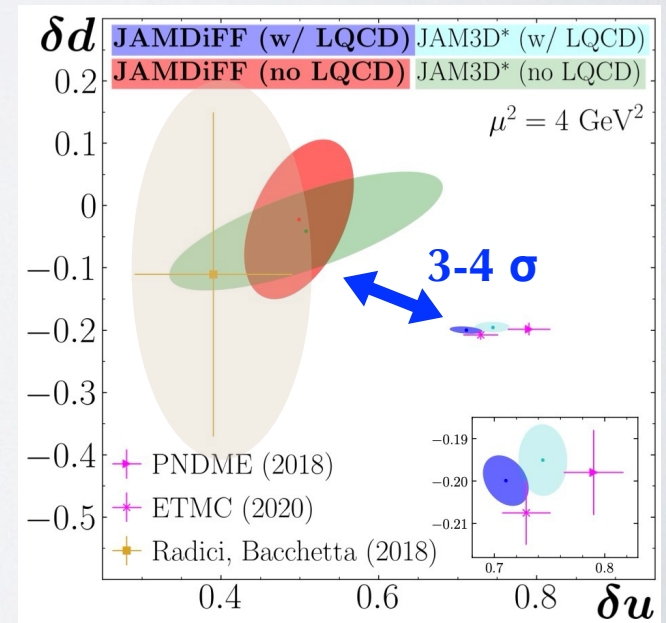 δd JAMDiFF (w/ LQCD) JAM3D* (w/ LQCD)
JAMDiFF (no LQCD) JAM3D* (no LQCD)
0.2
μ² = 4 GeV²
0.1
0
3-4 σ
−0.1
−0.2
−0.3
−0.4
−0.5
PNDME (2018)
ETMC (2020)
Radici, Bacchetta (2018)
−0.19
−0.20
−0.21
0.7 0.8
0.4 0.6 0.8 δu